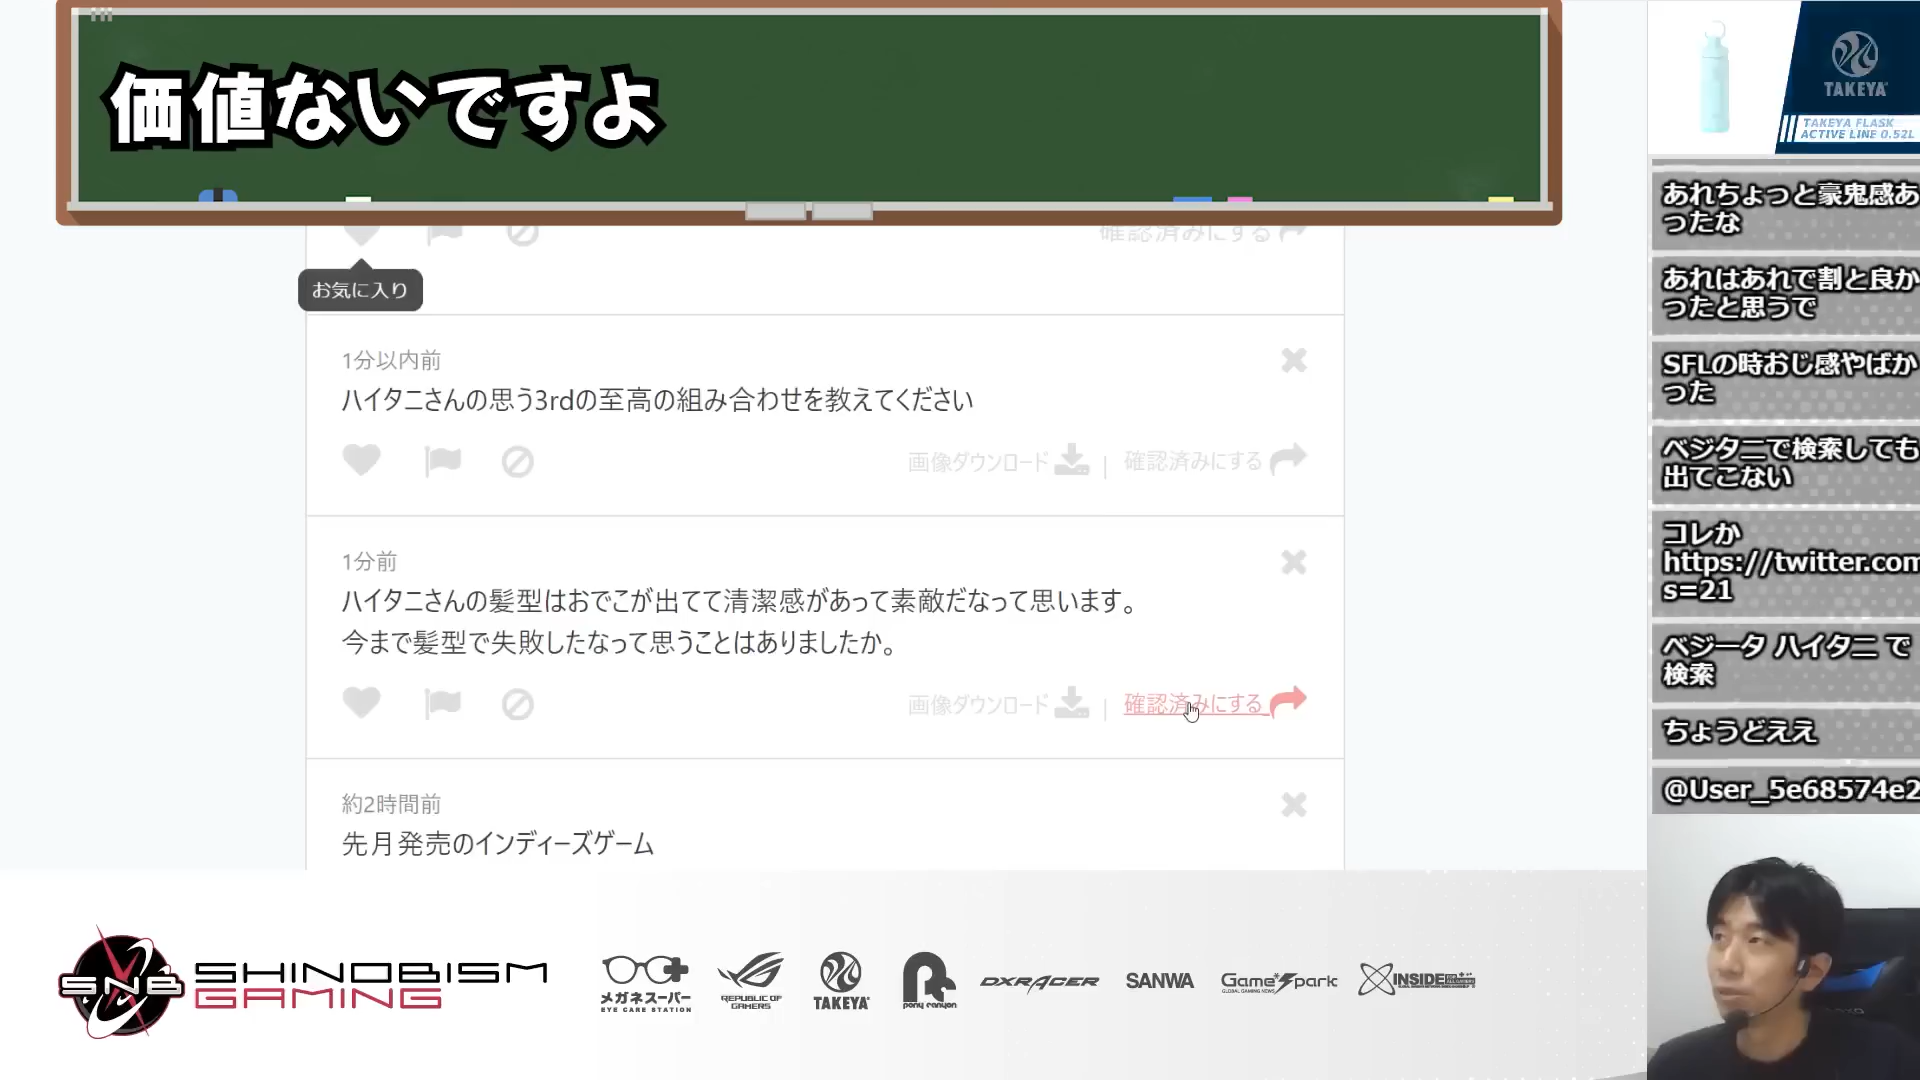 価値ないですよ
TAKEYA
TAKEYA FLASK
ACTIVE LINE 0.52L
確認済みにする
お気に入り
1分以内前
ハイタニさんの思う3rdの至高の組み合わせを教えてください
画像ダウンロード | 確認済みにする
1分前
ハイタニさんの髪型はおでこが出てて清潔感があって素敵だなって思います。
今まで髪型で失敗したなって思うことはありましたか。
画像ダウンロード | 確認済みにする
約2時間前
先月発売のインディーズゲーム
あれちょっと豪鬼感あ
ったな
あれはあれで割と良か
ったと思うで
SFLの時おじ感やばか
った
ベジタニで検索しても
出てこない
コレか
https://twitter.com
s=21
ベジータ ハイタニ で
検索
ちょうどええ
@User_5e68574e2
SNB
SHINOBISM
GAMING
メガネスーパー
EYE CARE STATION
REPUBLIC OF
GAMERS
TAKEYA
pony canyon
DXRACER
SANWA
Game*Spark
INSIDE